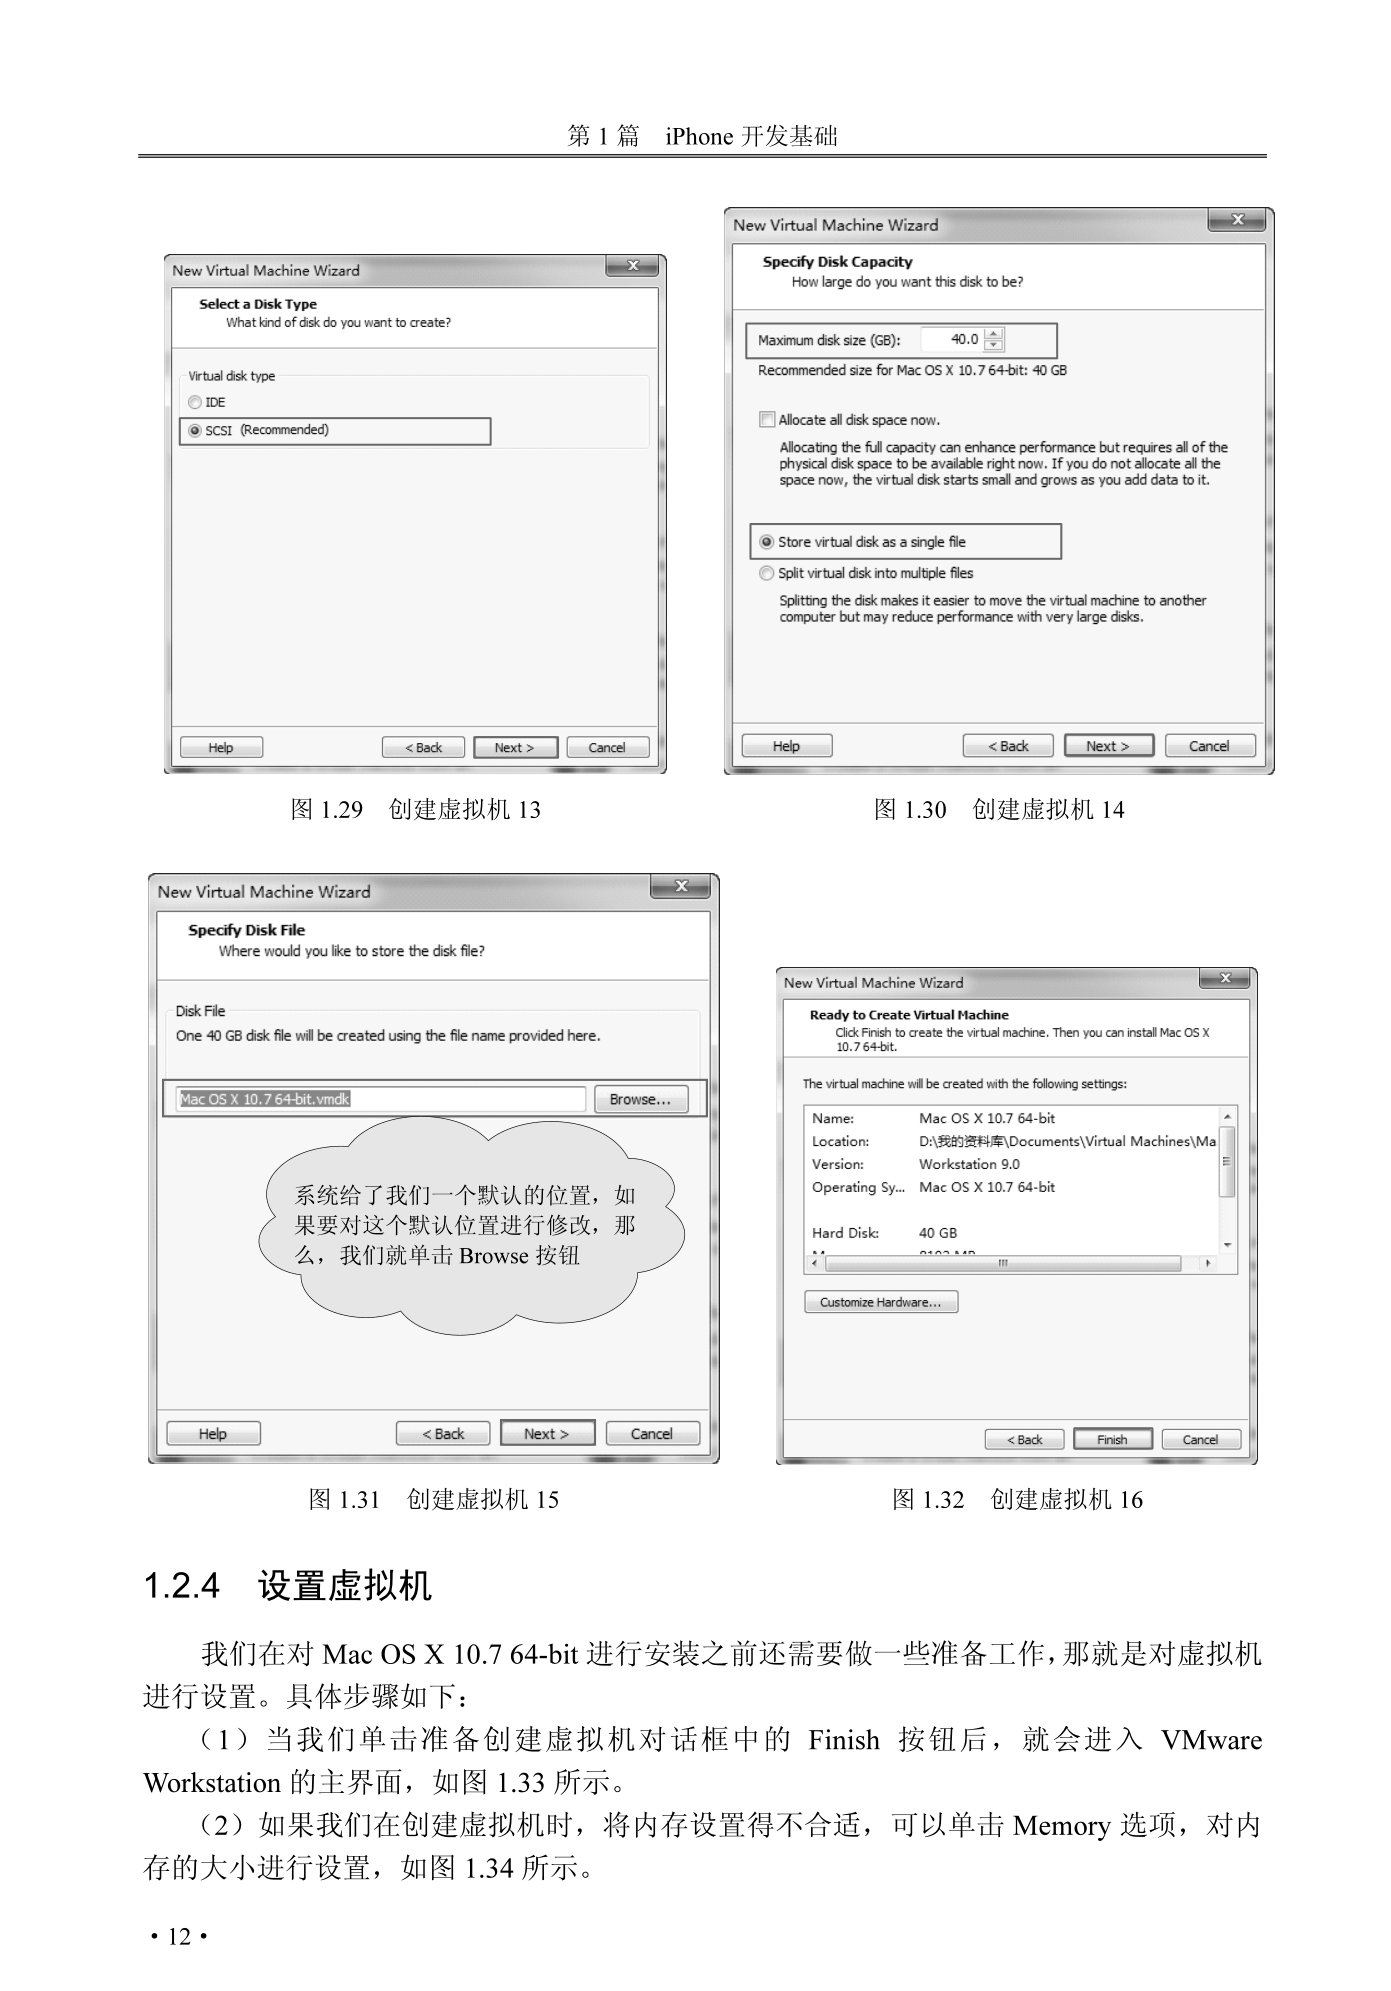 第 1 篇 iPhone 开发基础
New Virtual Machine Wizard
Select a Disk Type
What kind of disk do you want to create?
Virtual disk type
IDE
SCSI (Recommended)
Help
< Back
Next >
Cancel
图 1.29 创建虚拟机 13
New Virtual Machine Wizard
Specify Disk Capacity
How large do you want this disk to be?
Maximum disk size (GB): 40.0
Recommended size for Mac OS X 10.7 64-bit: 40 GB
Allocate all disk space now.
Allocating the full capacity can enhance performance but requires all of the
physical disk space to be available right now. If you do not allocate all the
space now, the virtual disk starts small and grows as you add data to it.
Store virtual disk as a single file
Split virtual disk into multiple files
Splitting the disk makes it easier to move the virtual machine to another
computer but may reduce performance with very large disks.
Help
< Back
Next >
Cancel
图 1.30 创建虚拟机 14
New Virtual Machine Wizard
Specify Disk File
Where would you like to store the disk file?
Disk File
One 40 GB disk file will be created using the file name provided here.
Mac OS X 10.7 64-bit.vmdk
Browse...
系统给了我们一个默认的位置，如
果要对这个默认位置进行修改，那
么，我们就单击 Browse 按钮
Help
< Back
Next >
Cancel
图 1.31 创建虚拟机 15
New Virtual Machine Wizard
Ready to Create Virtual Machine
Click Finish to create the virtual machine. Then you can install Mac OS X
10.7 64-bit.
The virtual machine will be created with the following settings:
Name: Mac OS X 10.7 64-bit
Location: D:\我的资料库\Documents\Virtual Machines\Ma
Version: Workstation 9.0
Operating Sy... Mac OS X 10.7 64-bit
Hard Disk: 40 GB
Customize Hardware...
< Back
Finish
Cancel
图 1.32 创建虚拟机 16
1.2.4 设置虚拟机
我们在对 Mac OS X 10.7 64-bit 进行安装之前还需要做一些准备工作，那就是对虚拟机
进行设置。具体步骤如下：
（1）当我们单击准备创建虚拟机对话框中的 Finish 按钮后，就会进入 VMware
Workstation 的主界面，如图 1.33 所示。
（2）如果我们在创建虚拟机时，将内存设置得不合适，可以单击 Memory 选项，对内
存的大小进行设置，如图 1.34 所示。
• 12 •